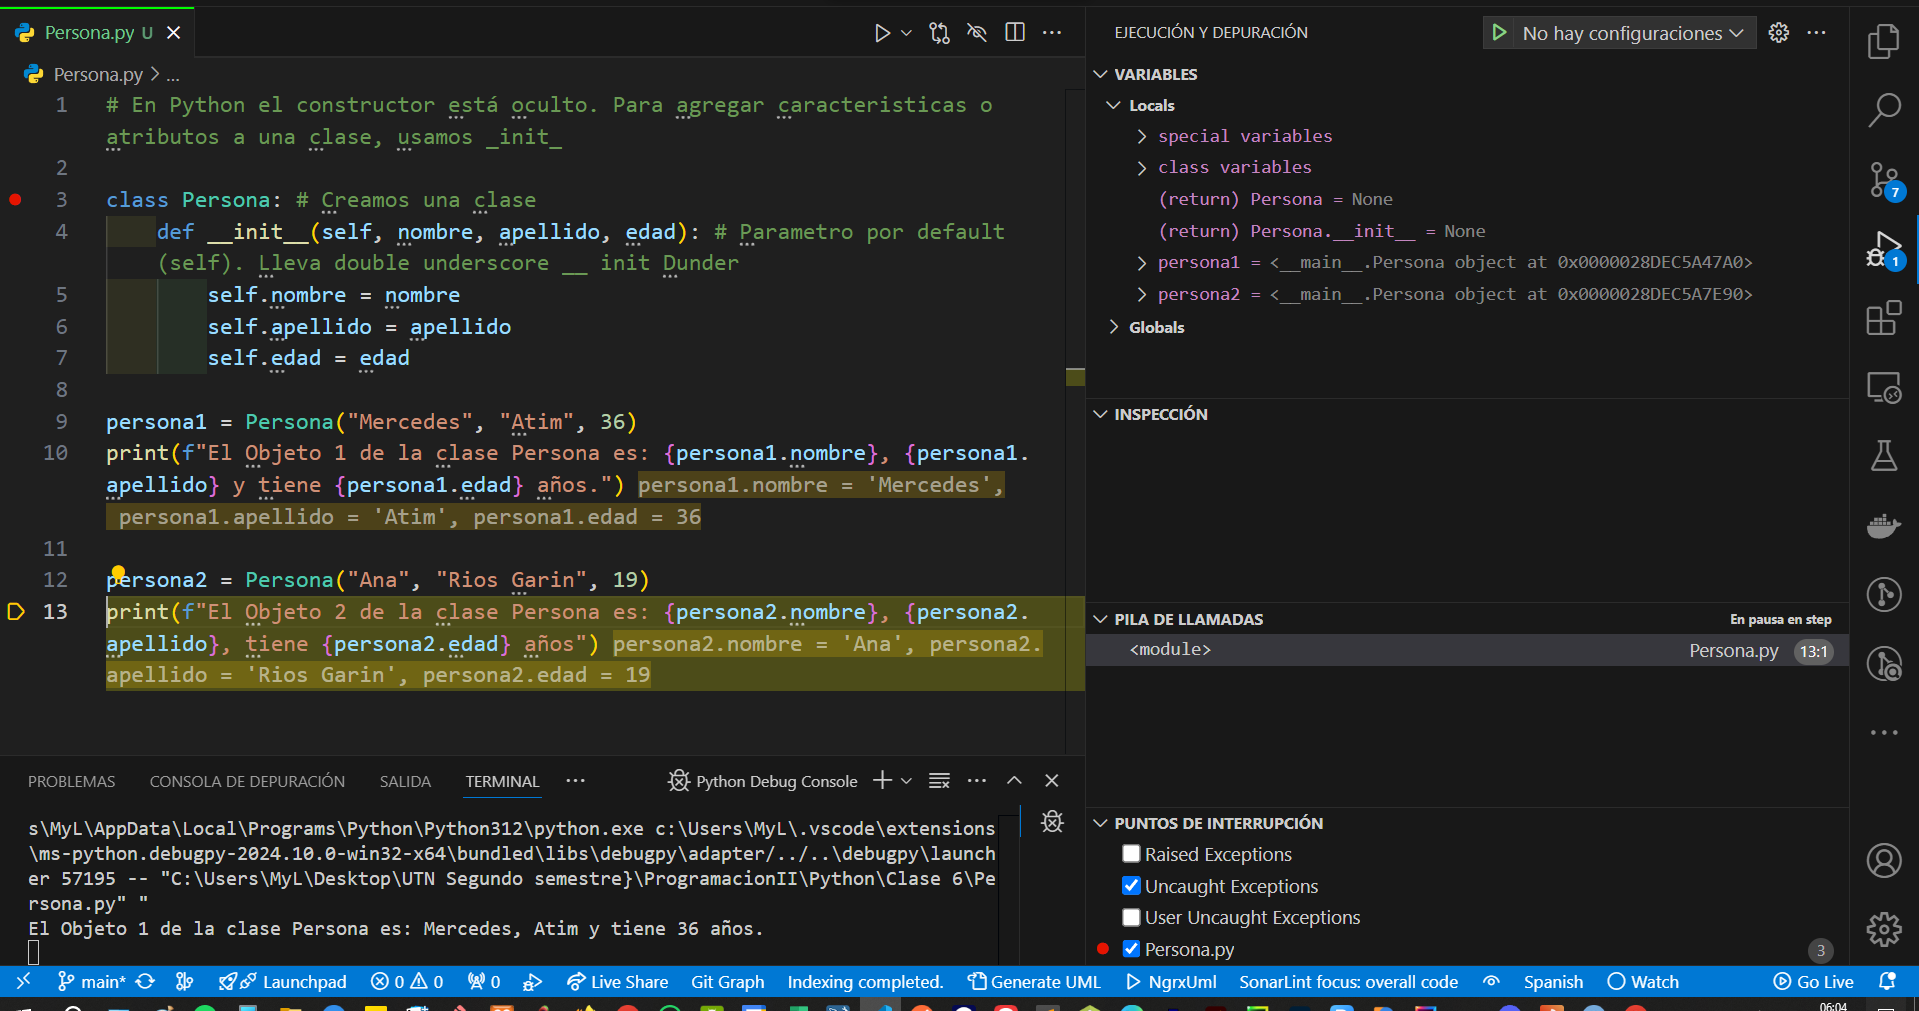 Persona.py U
Persona.py > ...
1 # En Python el constructor está oculto. Para agregar caracteristicas o
atributos a una clase, usamos _init_
2
3 class Persona: # Creamos una clase
4 def __init__(self, nombre, apellido, edad): # Parametro por default
(self). Lleva double underscore __ init Dunder
5 self.nombre = nombre
6 self.apellido = apellido
7 self.edad = edad
8
9 persona1 = Persona("Mercedes", "Atim", 36)
10 print(f"El Objeto 1 de la clase Persona es: {persona1.nombre}, {persona1.
apellido} y tiene {persona1.edad} años.") persona1.nombre = 'Mercedes',
persona1.apellido = 'Atim', persona1.edad = 36
11
12 persona2 = Persona("Ana", "Rios Garin", 19)
13 print(f"El Objeto 2 de la clase Persona es: {persona2.nombre}, {persona2.
apellido}, tiene {persona2.edad} años") persona2.nombre = 'Ana', persona2.
apellido = 'Rios Garin', persona2.edad = 19
PROBLEMAS CONSOLA DE DEPURACIÓN SALIDA TERMINAL ... Python Debug Console
s\MyL\AppData\Local\Programs\Python\Python312\python.exe c:\Users\MyL\.vscode\extensions
\ms-python.debugpy-2024.10.0-win32-x64\bundled\libs\debugpy\adapter/../..\debugpy\launch
er 57195 -- "C:\Users\MyL\Desktop\UTN Segundo semestre}\ProgramacionII\Python\Clase 6\Pe
rsona.py" "
El Objeto 1 de la clase Persona es: Mercedes, Atim y tiene 36 años.
EJECUCIÓN Y DEPURACIÓN No hay configuraciones
VARIABLES
Locals
special variables
class variables
(return) Persona = None
(return) Persona.__init__ = None
persona1 = <__main__.Persona object at 0x0000028DEC5A47A0>
persona2 = <__main__.Persona object at 0x0000028DEC5A7E90>
Globals
INSPECCIÓN
PILA DE LLAMADAS En pausa en step
<module> Persona.py 13:1
PUNTOS DE INTERRUPCIÓN
Raised Exceptions
Uncaught Exceptions
User Uncaught Exceptions
Persona.py 3
7
1
main* Launchpad 0 0 0 Live Share Git Graph Indexing completed. Generate UML NgrxUml SonarLint focus: overall code Spanish Watch Go Live
06:04